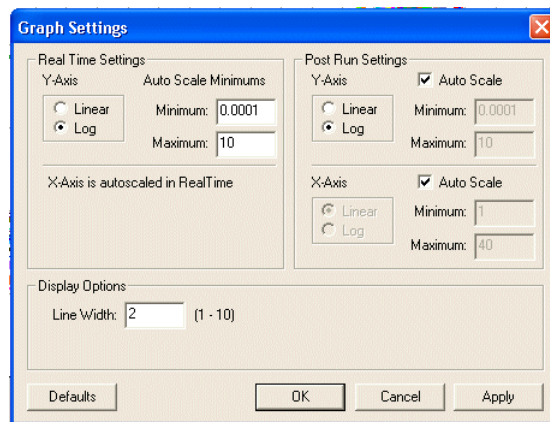 Graph Settings
Real Time Settings
Y-Axis
Auto Scale Minimums
Linear
Log
Minimum: 0.0001
Maximum: 10
X-Axis is autoscaled in RealTime
Post Run Settings
Y-Axis
Auto Scale
Linear
Log
Minimum: 0.0001
Maximum: 10
X-Axis
Auto Scale
Linear
Log
Minimum: 1
Maximum: 40
Display Options
Line Width: 2 (1 - 10)
Defaults
OK
Cancel
Apply